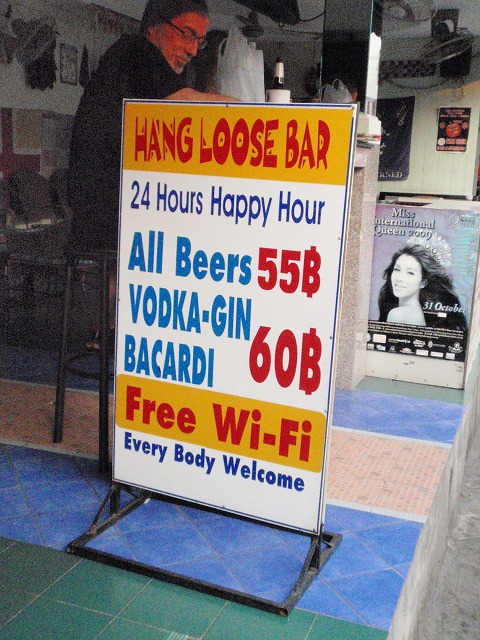 HANG LOOSE BAR
24 Hours Happy Hour
All Beers 55฿
VODKA-GIN
BACARDI 60฿
Free Wi-Fi
Every Body Welcome
Miss
International
Queen 2009
31 October